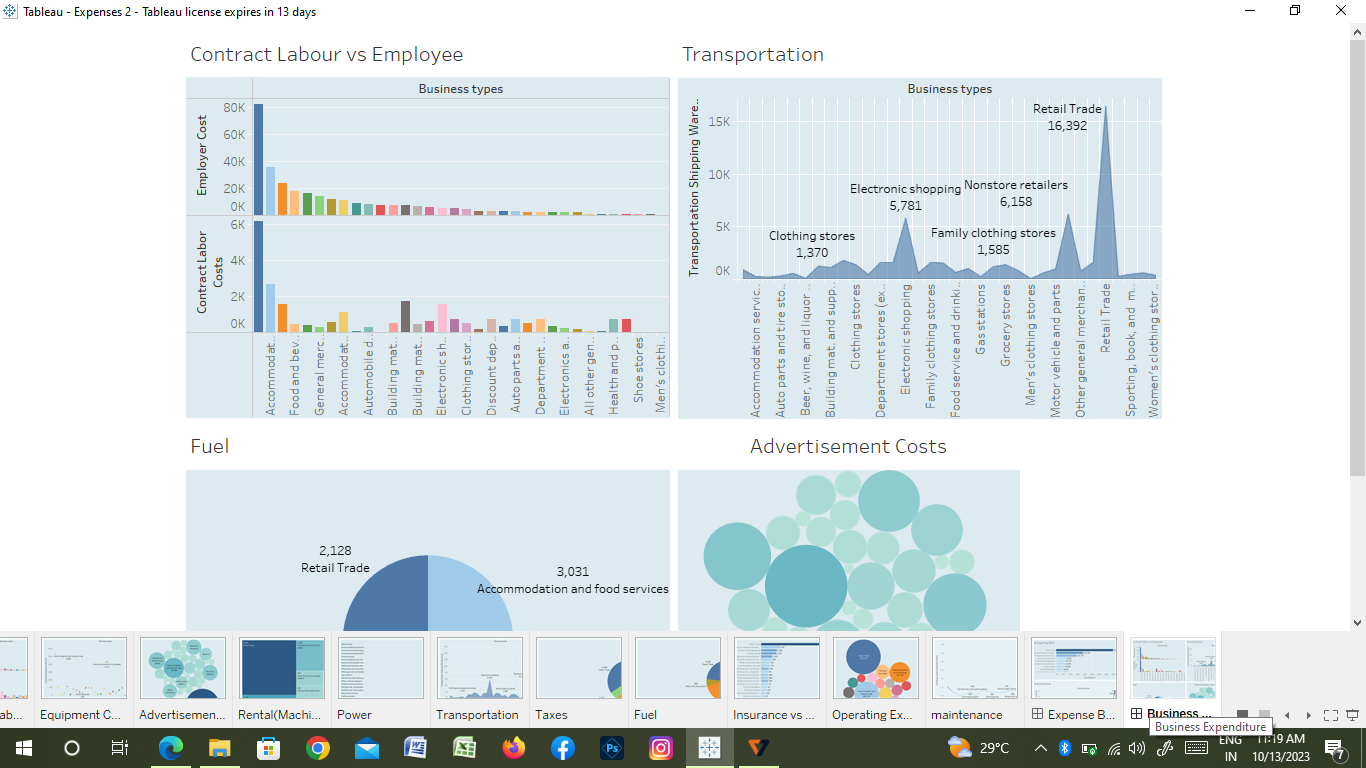 Tableau - Expenses 2 - Tableau license expires in 13 days
Contract Labour vs Employee
Business types
Employer Cost
80K
60K
40K
20K
0K
Contract Labor
Costs
6K
4K
2K
0K
Accommodat..
Food and bev..
General merc..
Accommodat..
Automobile d..
Building mat..
Building mat..
Electronic sh..
Clothing stor..
Discount dep..
Auto parts a..
Department ..
Electronics a..
All other gen..
Health and p..
Shoe stores
Men's clothi..
Transportation
Business types
Transportation Shipping Ware..
15K
10K
5K
0K
Retail Trade
16,392
Electronic shopping
5,781
Nonstore retailers
6,158
Clothing stores
1,370
Family clothing stores
1,585
Accommodation servic..
Auto parts and tire sto..
Beer, wine, and liquor ..
Building mat. and supp..
Clothing stores
Department stores (ex..
Electronic shopping
Family clothing stores
Food service and drinki..
Gas stations
Grocery stores
Men's clothing stores
Motor vehicle and parts
Other general merchan..
Retail Trade
Sporting, book, and m..
Women's clothing stor..
Fuel
2,128
Retail Trade
3,031
Accommodation and food services
Advertisement Costs
ab...
Equipment C...
Advertisemen...
Rental(Machi...
Power
Transportation
Taxes
Fuel
Insurance vs ...
Operating Ex...
maintenance
Expense B...
Business ...
Business Expenditure
29°C
ENG
IN
11:19 AM
10/13/2023
7